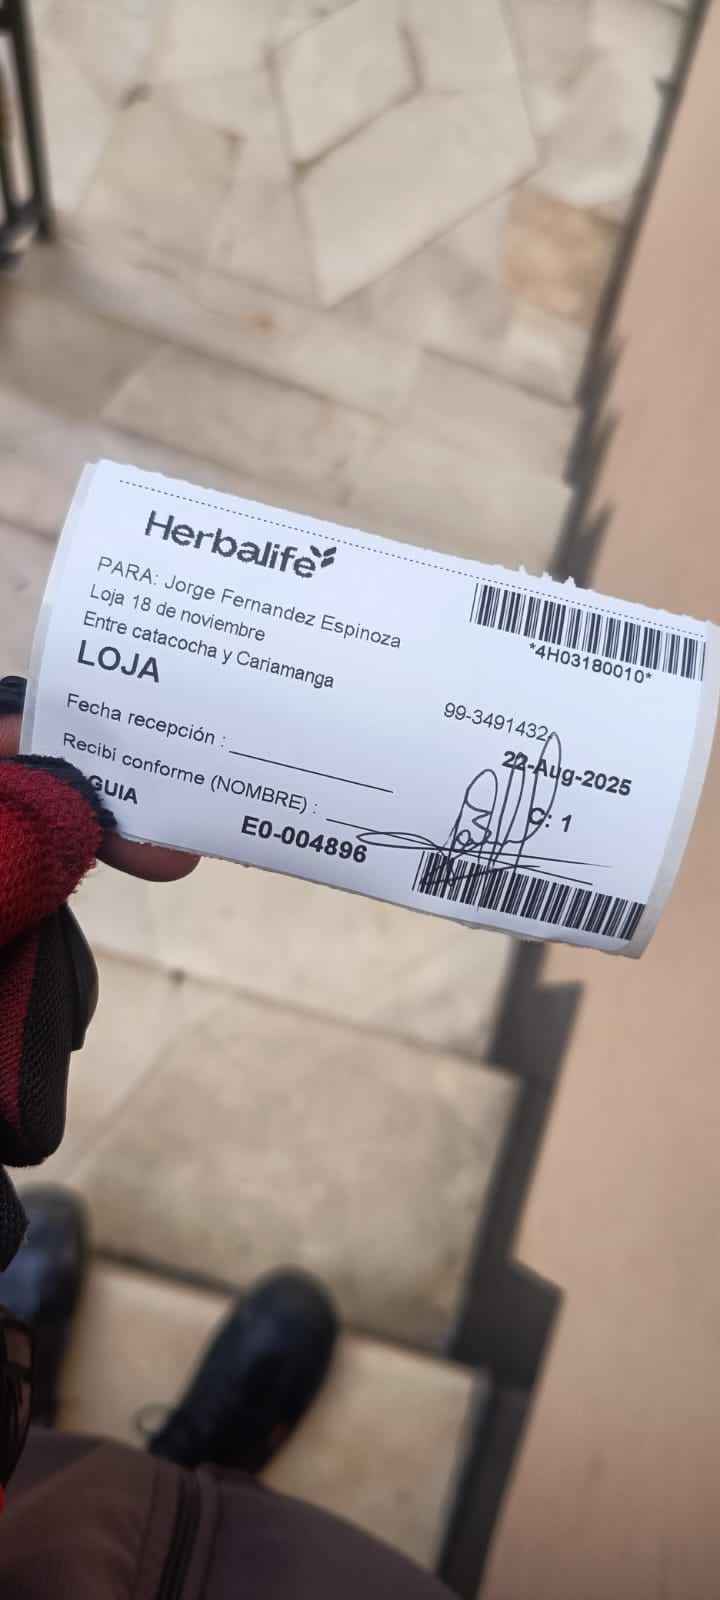 Herbalife
PARA: Jorge Fernandez Espinoza
Loja 18 de noviembre
Entre catacocha y Cariamanga
LOJA
*4H03180010*
99-3491432
22-Aug-2025
Fecha recepción :
Recibi conforme (NOMBRE) :
C: 1
GUIA
E0-004896